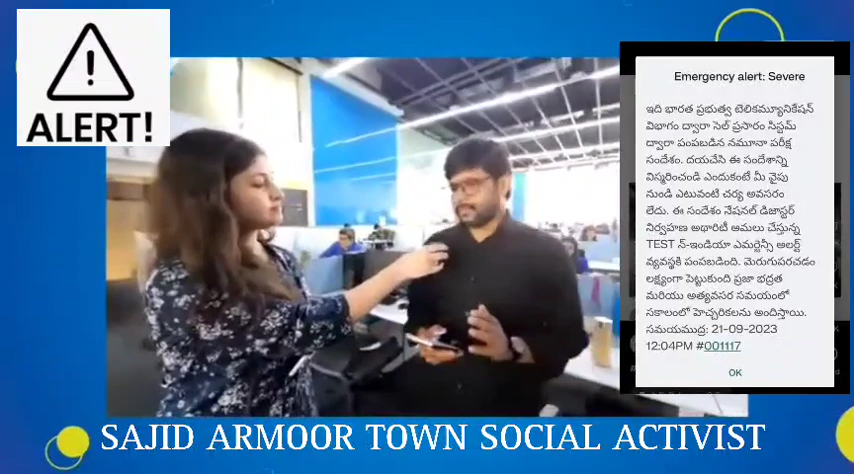 ALERT!
Emergency alert: Severe
ఇది భారత ప్రభుత్వ టెలికమ్యూనికేషన్
విభాగం ద్వారా సెల్ ప్రసారం సిస్టమ్
ద్వారా పంపబడిన నమూనా పరీక్ష
సందేశం. దయచేసి ఈ సందేశాన్ని
విస్మరించండి ఎందుకంటే మీ వైపు
నుండి ఎటువంటి చర్య అవసరం
లేదు. ఈ సందేశం నేషనల్ డిజాస్టర్
నిర్వహణ అథారిటీ అమలు చేస్తున్న
TEST న్-ఇండియా ఎమర్జెన్సీ అలర్ట్
వ్యవస్థకి పంపబడింది. మెరుగుపరచడం
లక్ష్యంగా పెట్టుకుంది ప్రజా భద్రత
మరియు అత్యవసర సమయంలో
సకాలంలో హెచ్చరికలను అందిస్తాయి.
సమయముద్ర: 21-09-2023
12:04PM #001117
OK
SAJID ARMOOR TOWN SOCIAL ACTIVIST